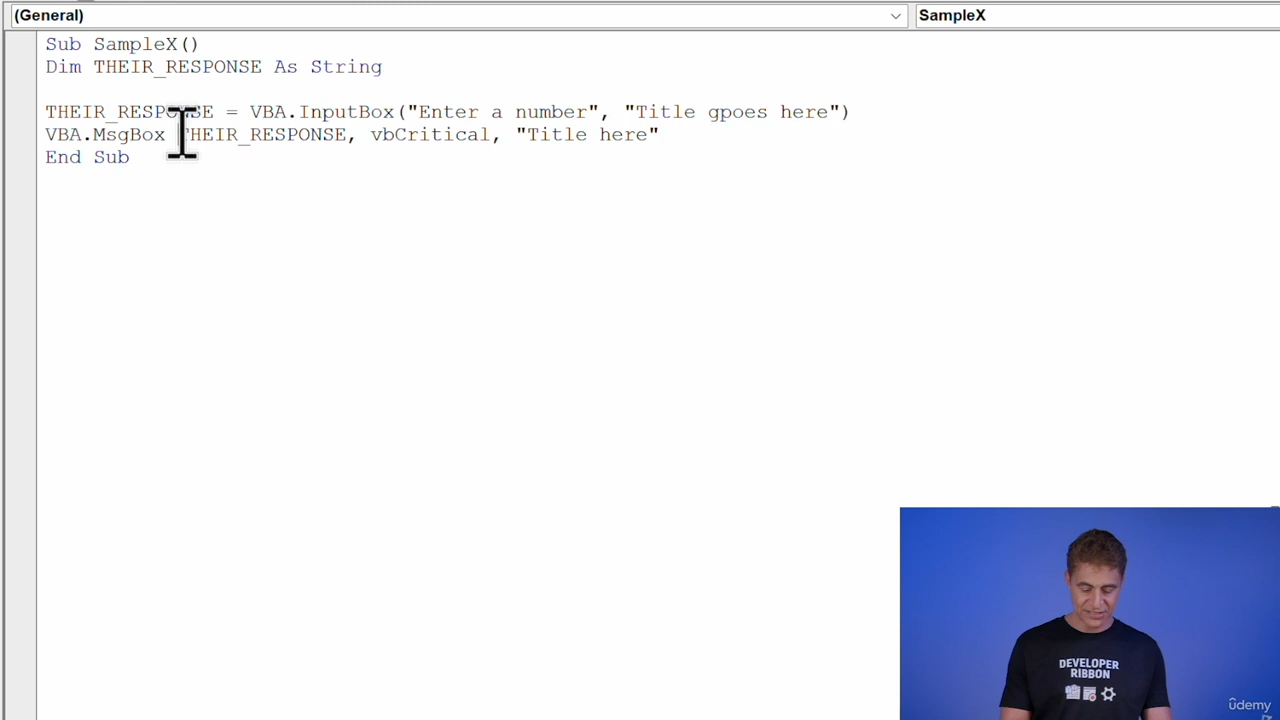 (General)
SampleX
Sub SampleX()
Dim THEIR_RESPONSE As String
THEIR_RESPONSE = VBA.InputBox("Enter a number", "Title gpoes here")
VBA.MsgBox THEIR_RESPONSE, vbCritical, "Title here"
End Sub
DEVELOPER
RIBBON
ûdemy